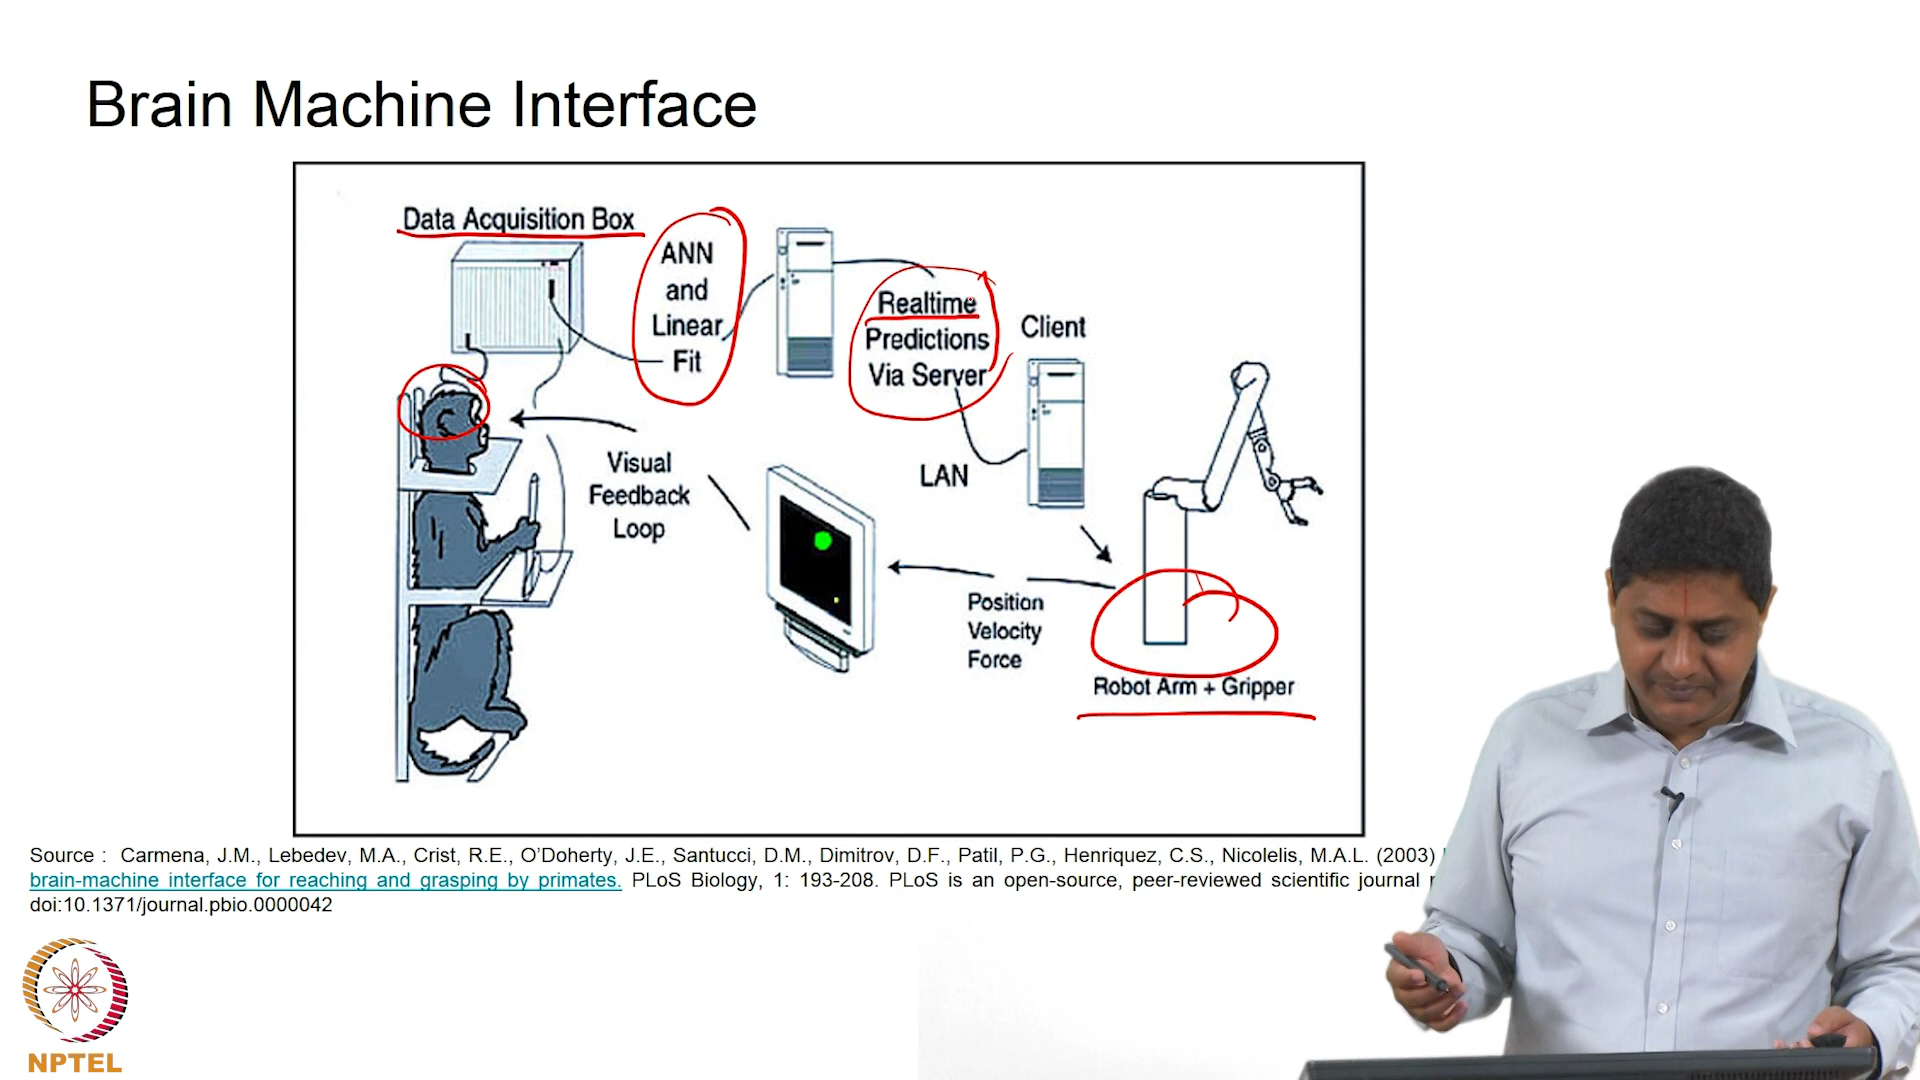 Brain Machine Interface
Data Acquisition Box
ANN
and
Linear
Fit
Realtime
Predictions
Via Server
Client
LAN
Visual
Feedback
Loop
Position
Velocity
Force
Robot Arm + Gripper
Source : Carmena, J.M., Lebedev, M.A., Crist, R.E., O’Doherty, J.E., Santucci, D.M., Dimitrov, D.F., Patil, P.G., Henriquez, C.S., Nicolelis, M.A.L. (2003)
brain-machine interface for reaching and grasping by primates. PLoS Biology, 1: 193-208. PLoS is an open-source, peer-reviewed scientific journal
doi:10.1371/journal.pbio.0000042
NPTEL